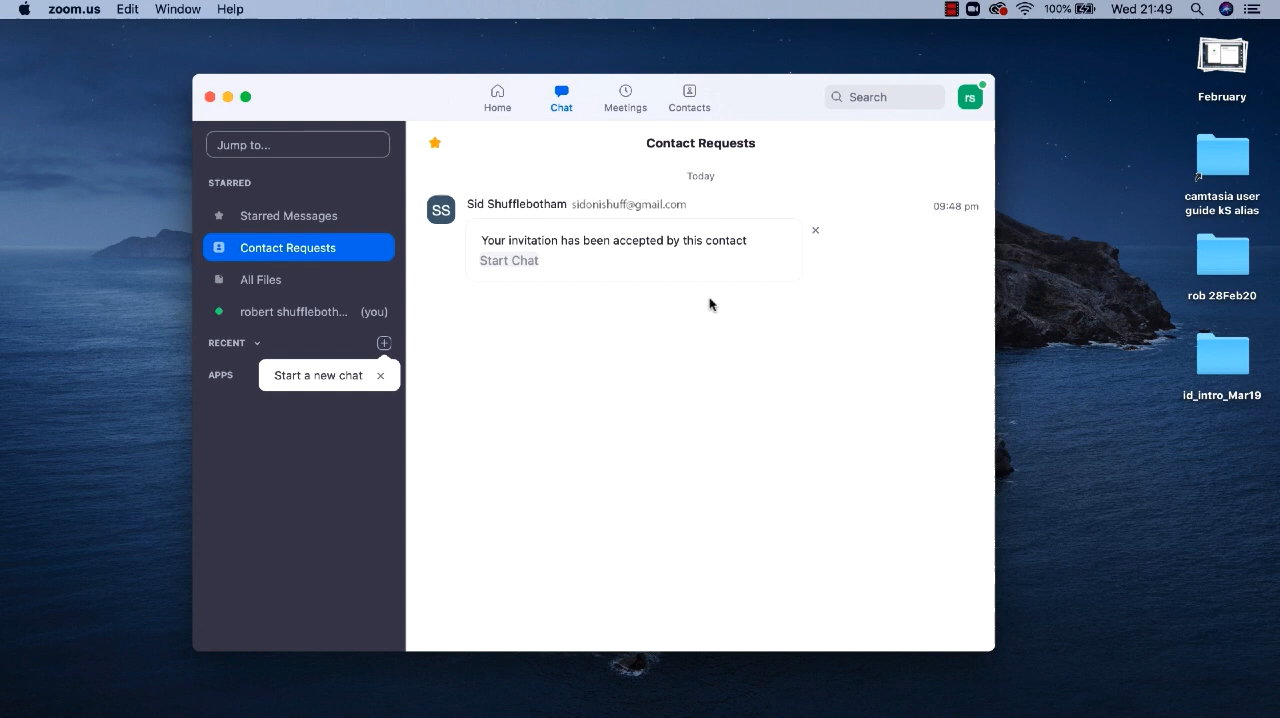 zoom.us Edit Window Help 100% Wed 21:49
Home Chat Meetings Contacts Search rs
February
Jump to...
Contact Requests
STARRED
Today
Starred Messages
SS Sid Shufflebotham sidonishuff@gmail.com 09:48 pm
camtasia user
guide kS alias
Contact Requests
Your invitation has been accepted by this contact
Start Chat
All Files
rob 28Feb20
robert shuffleboth... (you)
RECENT
APPS
Start a new chat
id_intro_Mar19